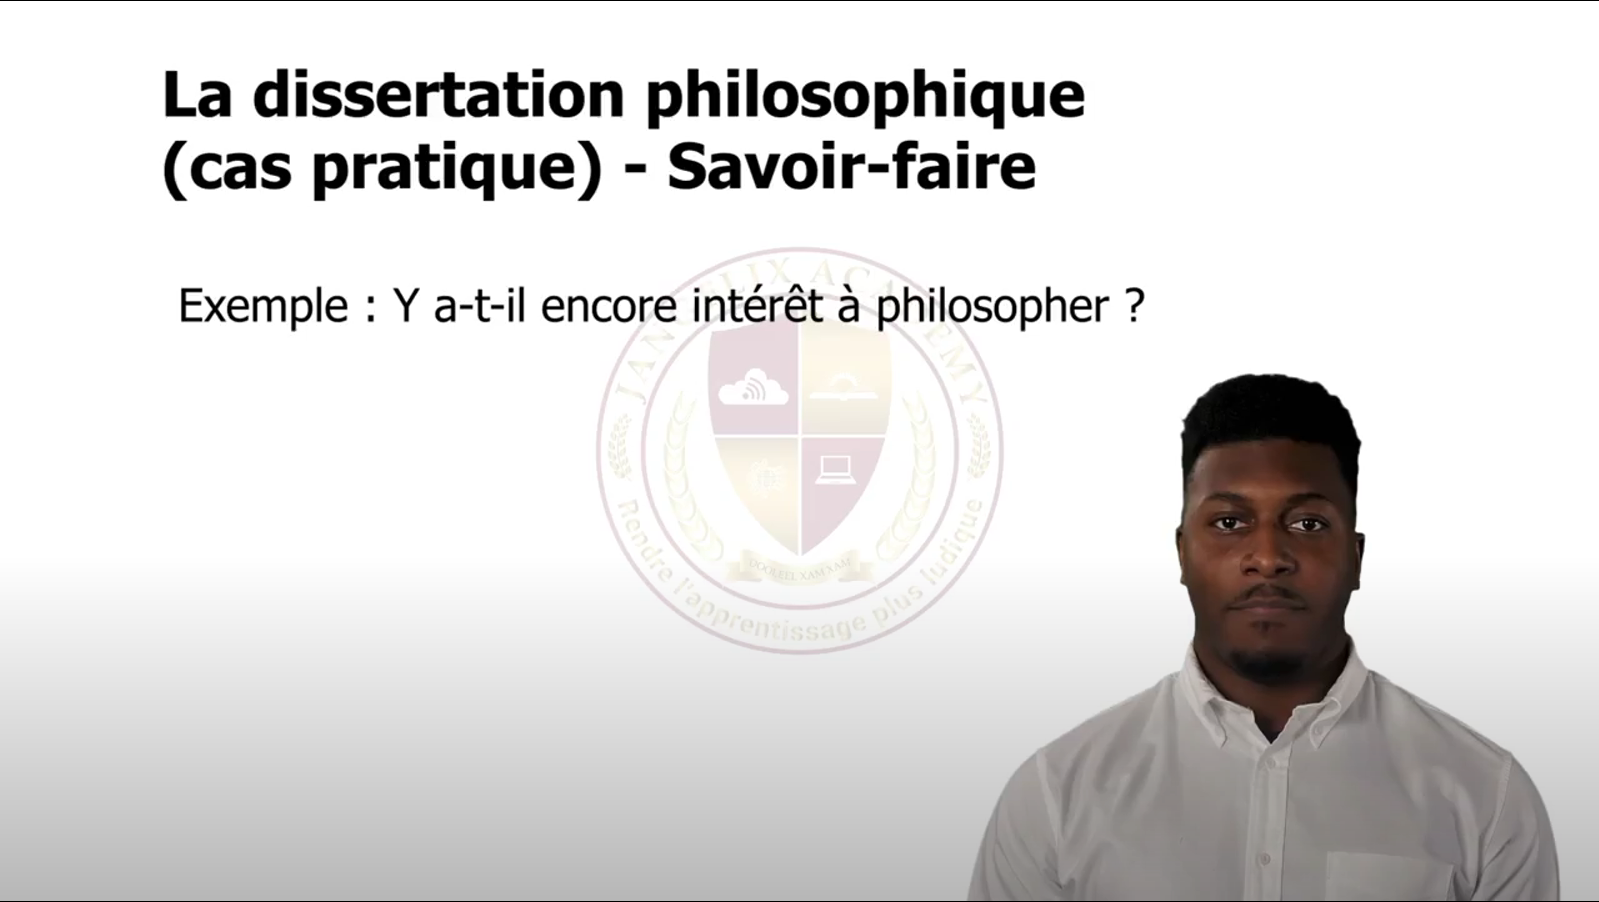 La dissertation philosophique
(cas pratique) - Savoir-faire
Exemple : Y a-t-il encore intérêt à philosopher ?
JANGELIX ACADEMY
DOOLEEL XAM XAM
Rendre l'apprentissage plus ludique